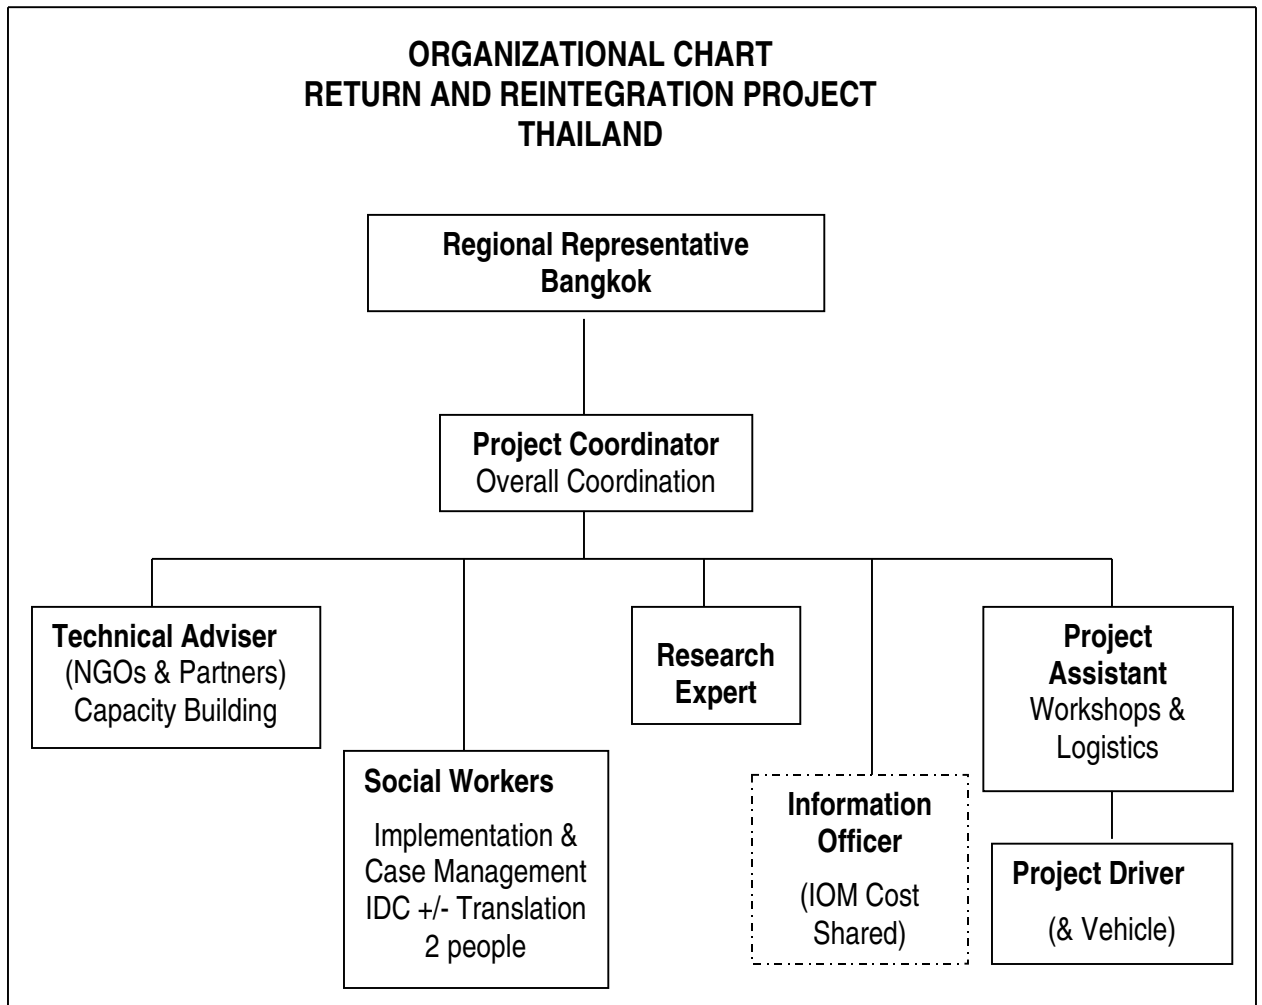 ORGANIZATIONAL CHART
RETURN AND REINTEGRATION PROJECT
THAILAND
Regional Representative
Bangkok
Project Coordinator
Overall Coordination
Technical Adviser
(NGOs & Partners)
Capacity Building
Social Workers
Implementation &
Case Management
IDC +/- Translation
2 people
Research
Expert
Information
Officer
(IOM Cost
Shared)
Project
Assistant
Workshops &
Logistics
Project Driver
(& Vehicle)